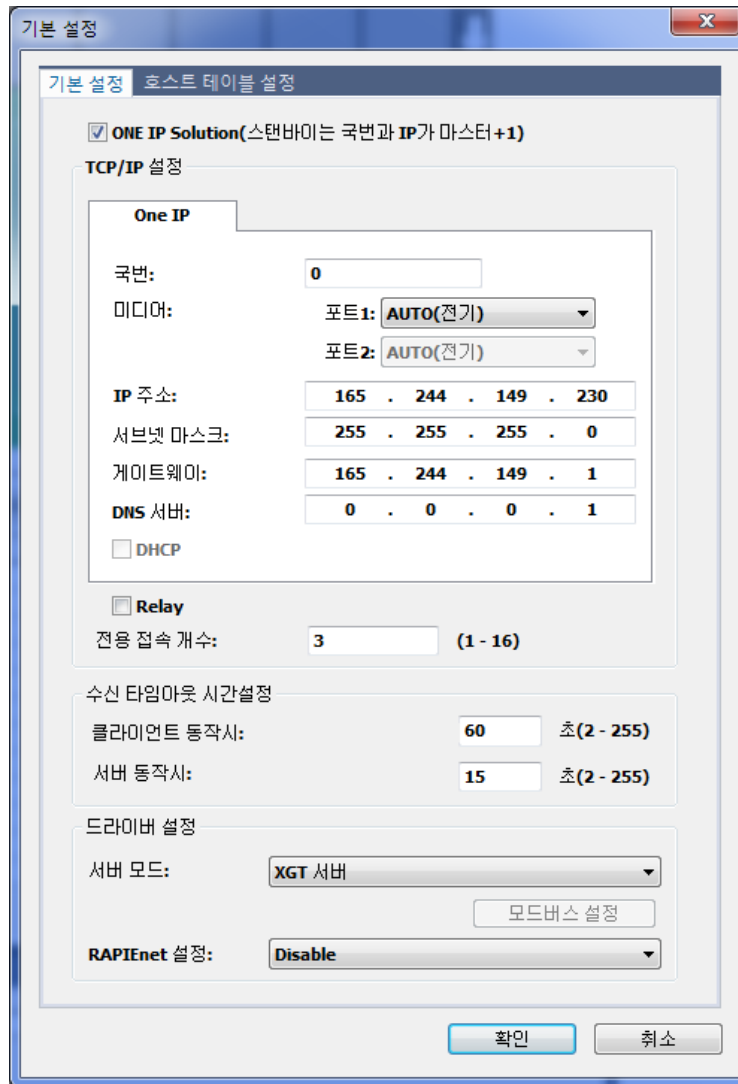 기본 설정
기본 설정 호스트 테이블 설정
ONE IP Solution(스탠바이는 국번과 IP가 마스터+1)
TCP/IP 설정
One IP
국번: 0
미디어: 포트1: AUTO(전기)
포트2: AUTO(전기)
IP 주소: 165 . 244 . 149 . 230
서브넷 마스크: 255 . 255 . 255 . 0
게이트웨이: 165 . 244 . 149 . 1
DNS 서버: 0 . 0 . 0 . 1
DHCP
Relay
전용 접속 개수: 3 (1 - 16)
수신 타임아웃 시간설정
클라이언트 동작시: 60 초(2 - 255)
서버 동작시: 15 초(2 - 255)
드라이버 설정
서버 모드: XGT 서버
모드버스 설정
RAPIEnet 설정: Disable
확인 취소